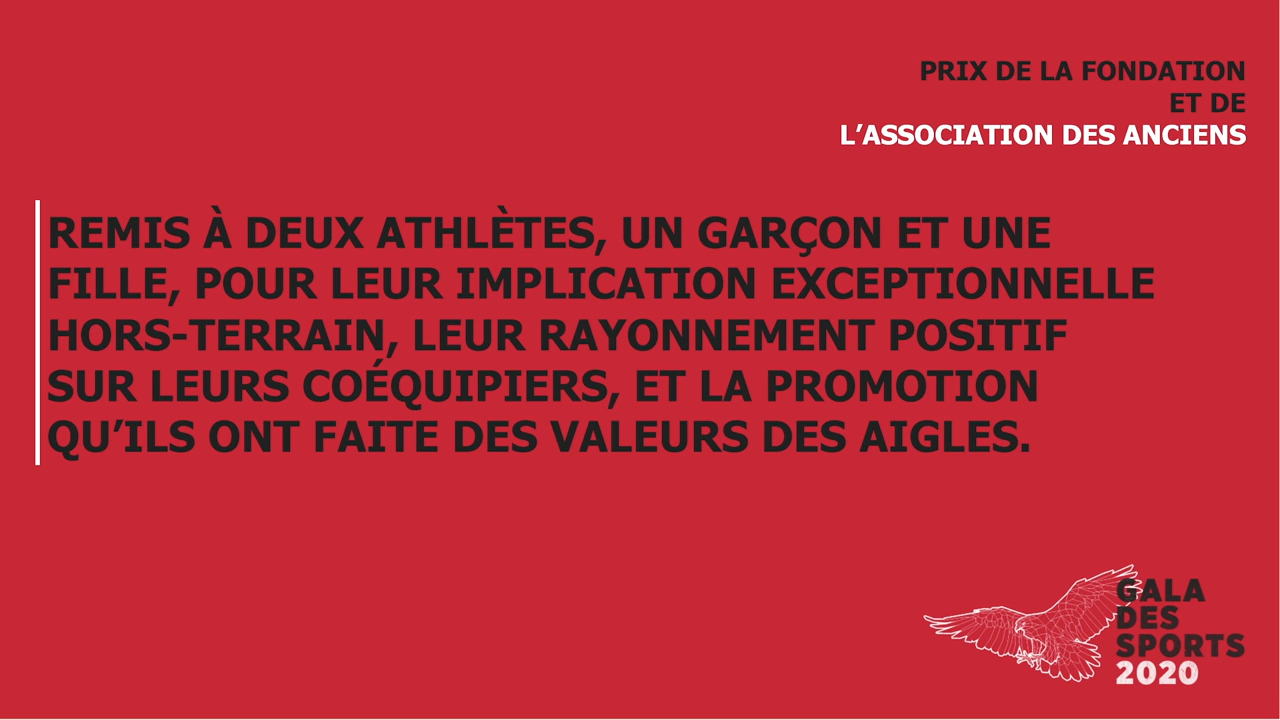 PRIX DE LA FONDATION
ET DE
L’ASSOCIATION DES ANCIENS
REMIS À DEUX ATHLÈTES, UN GARÇON ET UNE
FILLE, POUR LEUR IMPLICATION EXCEPTIONNELLE
HORS-TERRAIN, LEUR RAYONNEMENT POSITIF
SUR LEURS COÉQUIPIERS, ET LA PROMOTION
QU’ILS ONT FAITE DES VALEURS DES AIGLES.
GALA
DES
SPORTS
2020